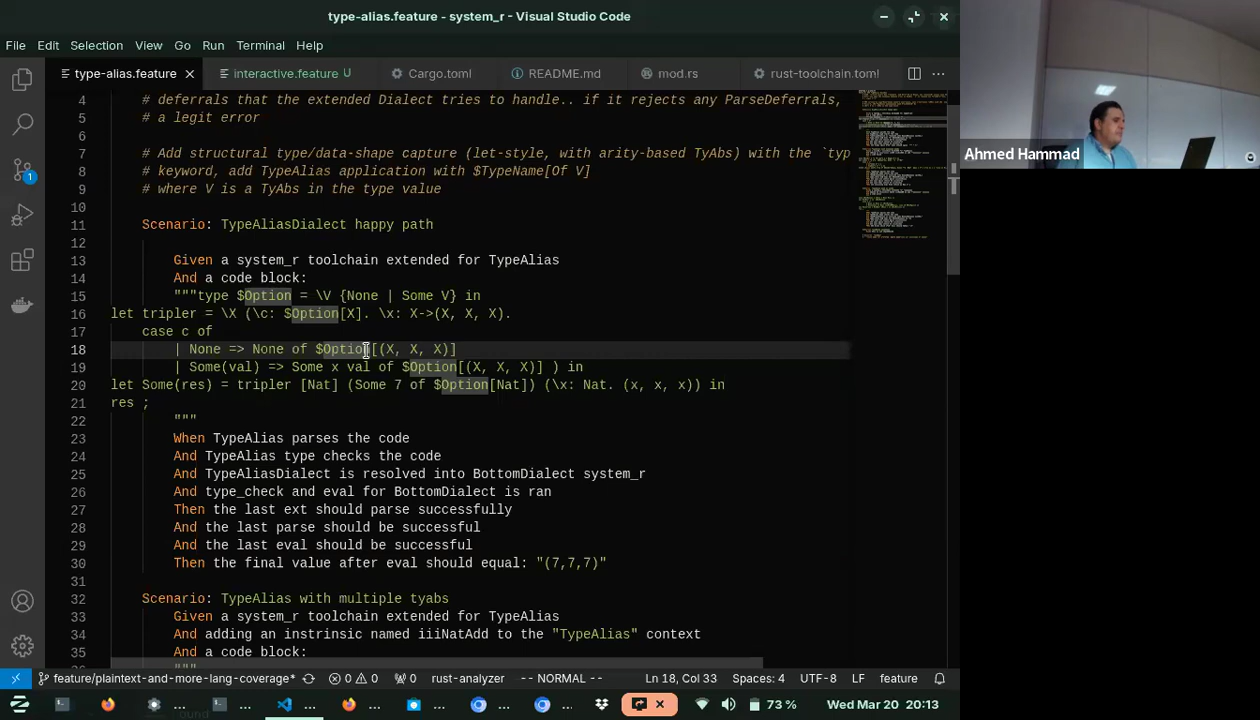 type-alias.feature - system_r - Visual Studio Code
File Edit Selection View Go Run Terminal Help
type-alias.feature interactive.feature U Cargo.toml README.md mod.rs rust-toolchain.toml
4 # deferrals that the extended Dialect tries to handle.. if it rejects any ParseDeferrals,
5 # a legit error
6
7 # Add structural type/data-shape capture (let-style, with arity-based TyAbs) with the `typ
8 # keyword, add TypeAlias application with $TypeName[Of V]
9 # where V is a TyAbs in the type value
10
11 Scenario: TypeAliasDialect happy path
12
13 Given a system_r toolchain extended for TypeAlias
14 And a code block:
15 """type $Option = \V {None | Some V} in
16 let tripler = \X (\c: $Option[X]. \x: X->(X, X, X).
17 case c of
18 | None => None of $Option[(X, X, X)]
19 | Some(val) => Some x val of $Option[(X, X, X)] ) in
20 let Some(res) = tripler [Nat] (Some 7 of $Option[Nat]) (\x: Nat. (x, x, x)) in
21 res ;
22 """
23 When TypeAlias parses the code
24 And TypeAlias type checks the code
25 And TypeAliasDialect is resolved into BottomDialect system_r
26 And type_check and eval for BottomDialect is ran
27 Then the last ext should parse successfully
28 And the last parse should be successful
29 And the last eval should be successful
30 Then the final value after eval should equal: "(7,7,7)"
31
32 Scenario: TypeAlias with multiple tyabs
33 Given a system_r toolchain extended for TypeAlias
34 And adding an instrinsic named iiiNatAdd to the "TypeAlias" context
35 And a code block:
"""
1
feature/plaintext-and-more-lang-coverage* 0 0 0 rust-analyzer -- NORMAL -- Ln 18, Col 33 Spaces: 4 UTF-8 LF feature
73 % Wed Mar 20 20:13
Ahmed Hammad